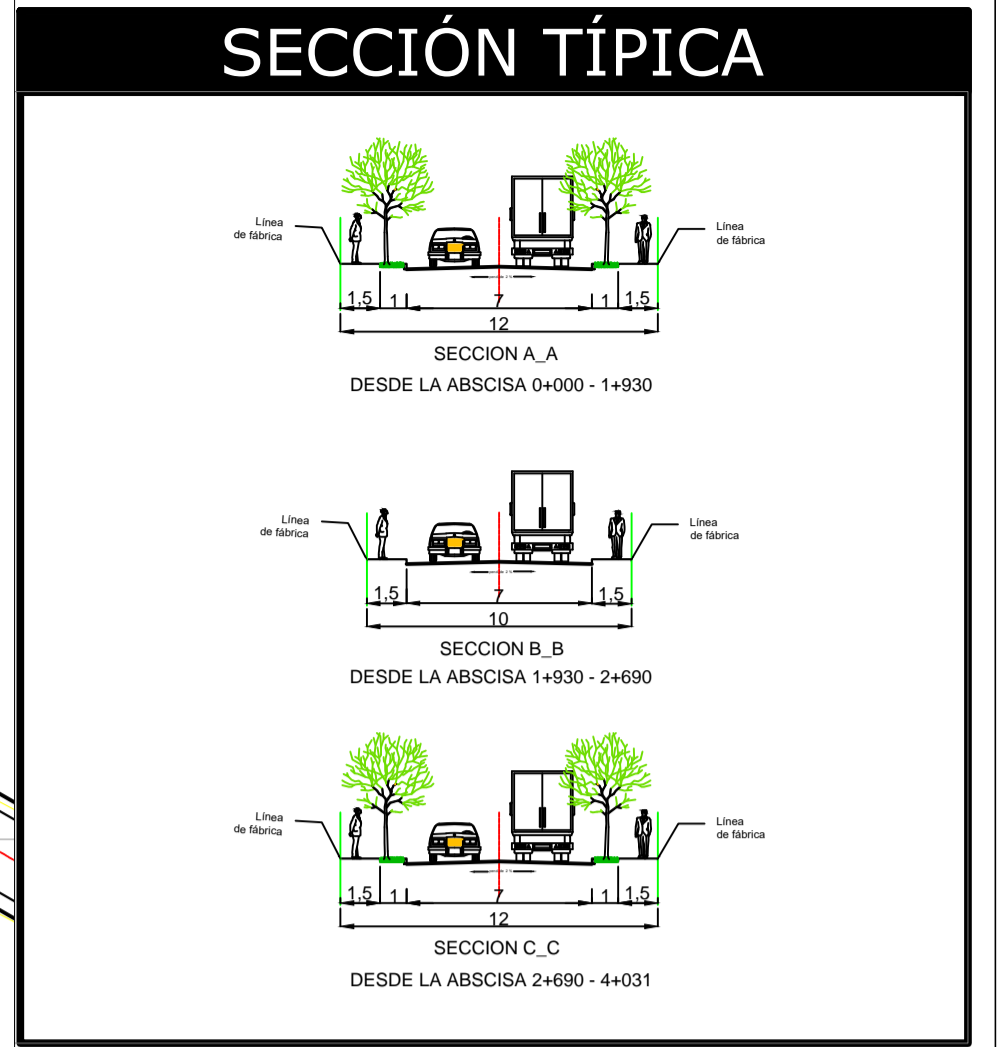 SECCIÓN TÍPICA
Línea
de fábrica
Línea
de fábrica
1,5 1 7 1 1,5
12
SECCION A_A
DESDE LA ABSCISA 0+000 - 1+930
Línea
de fábrica
Línea
de fábrica
1,5 7 1,5
10
SECCION B_B
DESDE LA ABSCISA 1+930 - 2+690
Línea
de fábrica
Línea
de fábrica
1,5 1 7 1 1,5
12
SECCION C_C
DESDE LA ABSCISA 2+690 - 4+031